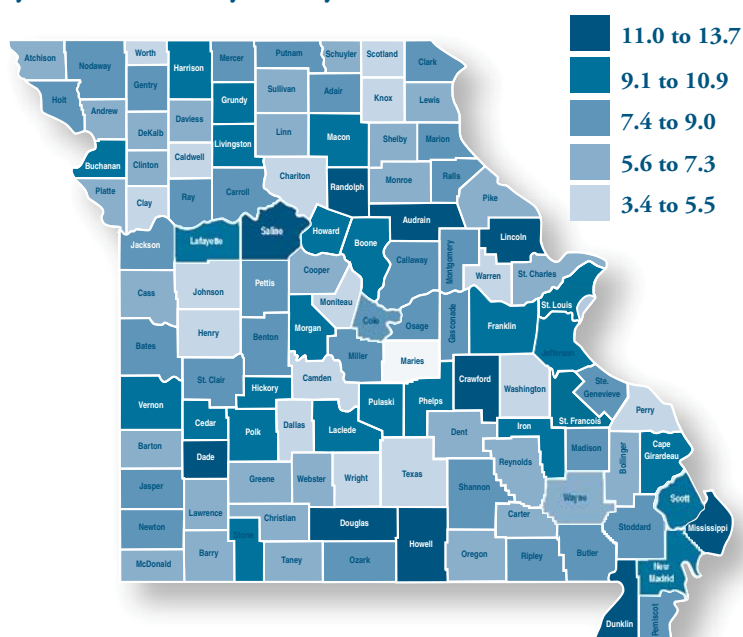 11.0 to 13.7
9.1 to 10.9
7.4 to 9.0
5.6 to 7.3
3.4 to 5.5
Atchison
Nodaway
Worth
Harrison
Mercer
Putnam
Schuyler
Scotland
Clark
Holt
Andrew
Gentry
DeKalb
Daviess
Grundy
Sullivan
Adair
Knox
Lewis
Buchanan
Clinton
Caldwell
Livingston
Linn
Macon
Shelby
Marion
Platte
Clay
Ray
Carroll
Chariton
Randolph
Monroe
Ralls
Pike
Jackson
Lafayette
Saline
Howard
Boone
Audrain
Callaway
Montgomery
Lincoln
Warren
St. Charles
St. Louis
Cass
Johnson
Pettis
Cooper
Moniteau
Cole
Osage
Gasconade
Franklin
Jefferson
Bates
Henry
Benton
Morgan
Miller
Maries
Crawford
Washington
Ste.
Genevieve
St. Francois
Perry
Vernon
St. Clair
Hickory
Camden
Pulaski
Phelps
Iron
Cedar
Polk
Dallas
Laclede
Dent
Reynolds
Madison
Bollinger
Cape
Girardeau
Barton
Dade
Greene
Webster
Wright
Texas
Shannon
Wayne
Scott
Mississippi
Jasper
Lawrence
Christian
Douglas
Howell
Carter
Stoddard
Newton
Stone
McDonald
Barry
Taney
Ozark
Oregon
Ripley
Butler
New
Madrid
Dunklin
Pemiscot